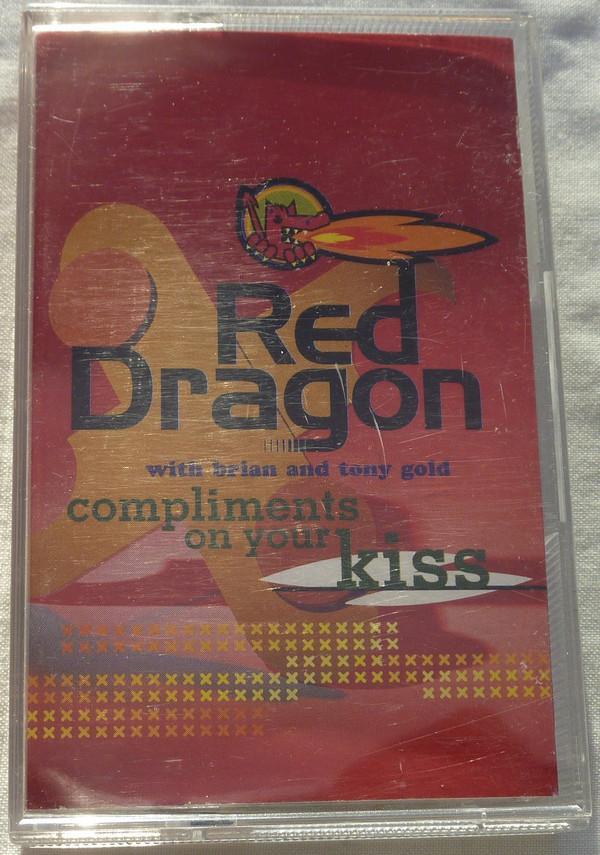 Red
Dragon
with brian and tony gold
compliments
on your
kiss